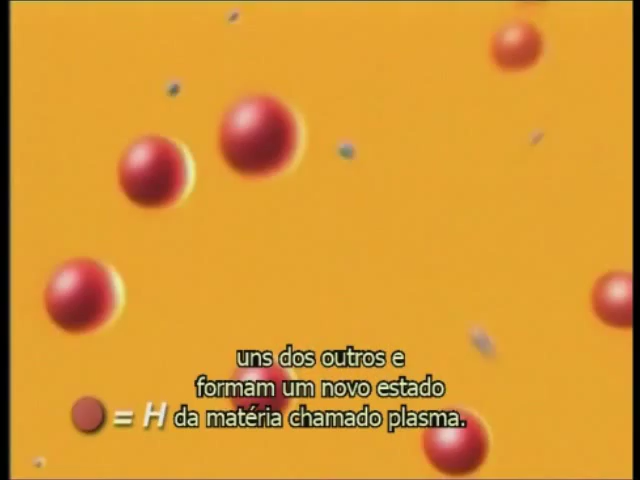 uns dos outros e
formam um novo estado
= H da matéria chamado plasma.